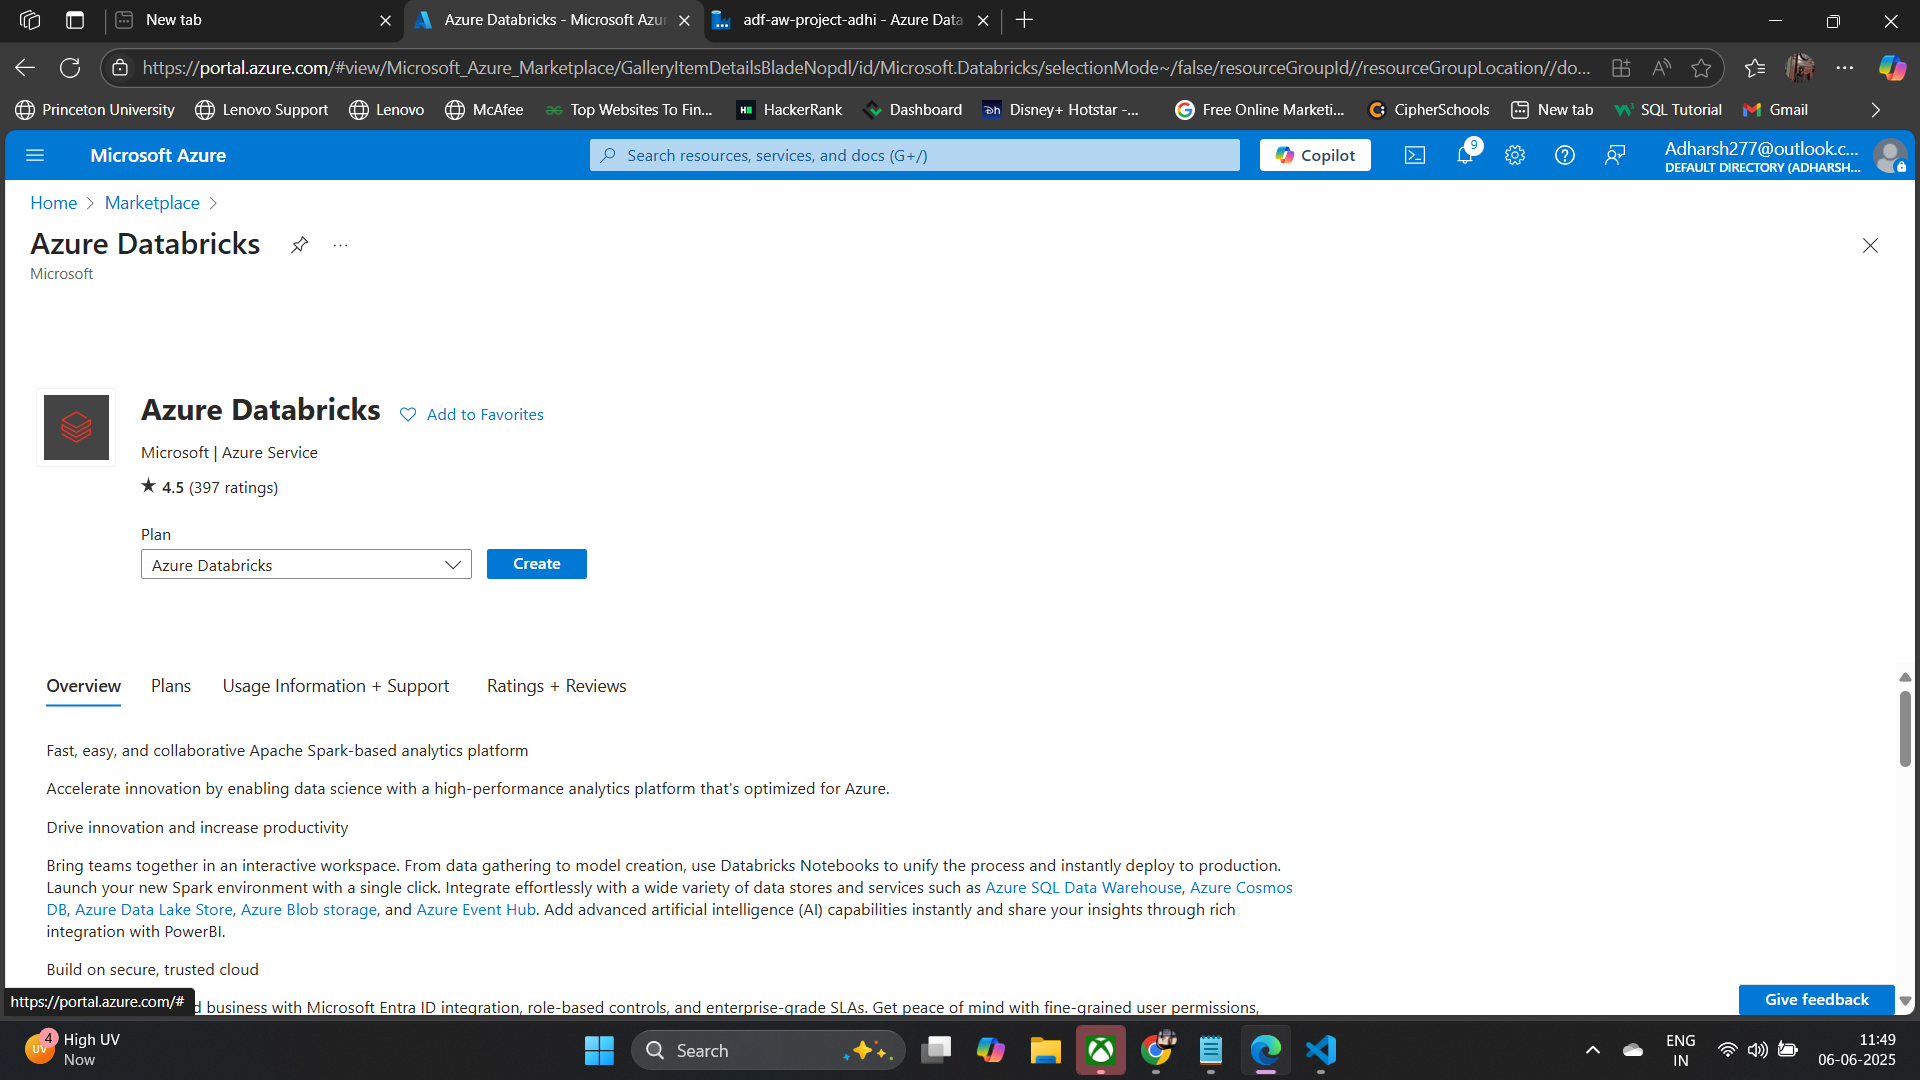 New tab
Azure Databricks - Microsoft Azur
adf-aw-project-adhi - Azure Data
https://portal.azure.com/#view/Microsoft_Azure_Marketplace/GalleryItemDetailsBladeNopdl/id/Microsoft.Databricks/selectionMode~/false/resourceGroupId//resourceGroupLocation//do...
Princeton University
Lenovo Support
Lenovo
McAfee
Top Websites To Fin...
HackerRank
Dashboard
Disney+ Hotstar -...
Free Online Marketi...
CipherSchools
New tab
SQL Tutorial
Gmail
Microsoft Azure
Search resources, services, and docs (G+/)
Copilot
9
Adharsh277@outlook.c...
DEFAULT DIRECTORY (ADHARSH...
Home
Marketplace
Azure Databricks
Microsoft
Azure Databricks
Add to Favorites
Microsoft | Azure Service
4.5 (397 ratings)
Plan
Azure Databricks
Create
Overview
Plans
Usage Information + Support
Ratings + Reviews
Fast, easy, and collaborative Apache Spark-based analytics platform
Accelerate innovation by enabling data science with a high-performance analytics platform that's optimized for Azure.
Drive innovation and increase productivity
Bring teams together in an interactive workspace. From data gathering to model creation, use Databricks Notebooks to unify the process and instantly deploy to production.
Launch your new Spark environment with a single click. Integrate effortlessly with a wide variety of data stores and services such as Azure SQL Data Warehouse, Azure Cosmos
DB, Azure Data Lake Store, Azure Blob storage, and Azure Event Hub. Add advanced artificial intelligence (AI) capabilities instantly and share your insights through rich
integration with PowerBI.
Build on secure, trusted cloud
https://portal.azure.com/#
d business with Microsoft Entra ID integration, role-based controls, and enterprise-grade SLAs. Get peace of mind with fine-grained user permissions,
Give feedback
4
UV
High UV
Now
Search
ENG
IN
11:49
06-06-2025